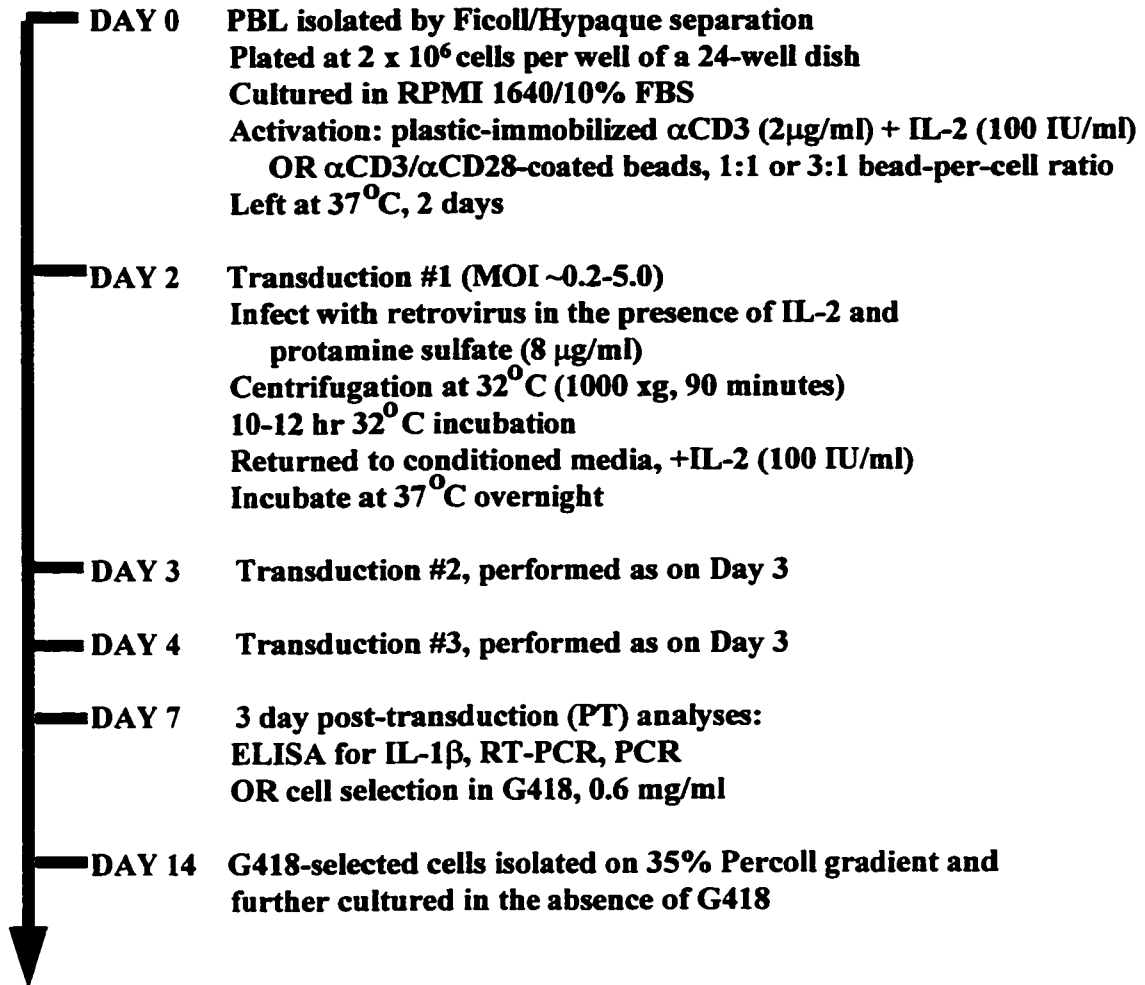 DAY 0 PBL isolated by Ficoll/Hypaque separation
Plated at 2 x 10⁶ cells per well of a 24-well dish
Cultured in RPMI 1640/10% FBS
Activation: plastic-immobilized αCD3 (2µg/ml) + IL-2 (100 IU/ml)
OR αCD3/αCD28-coated beads, 1:1 or 3:1 bead-per-cell ratio
Left at 37°C, 2 days
DAY 2 Transduction #1 (MOI ~0.2-5.0)
Infect with retrovirus in the presence of IL-2 and
protamine sulfate (8 µg/ml)
Centrifugation at 32°C (1000 xg, 90 minutes)
10-12 hr 32°C incubation
Returned to conditioned media, +IL-2 (100 IU/ml)
Incubate at 37°C overnight
DAY 3 Transduction #2, performed as on Day 3
DAY 4 Transduction #3, performed as on Day 3
DAY 7 3 day post-transduction (PT) analyses:
ELISA for IL-1β, RT-PCR, PCR
OR cell selection in G418, 0.6 mg/ml
DAY 14 G418-selected cells isolated on 35% Percoll gradient and
further cultured in the absence of G418